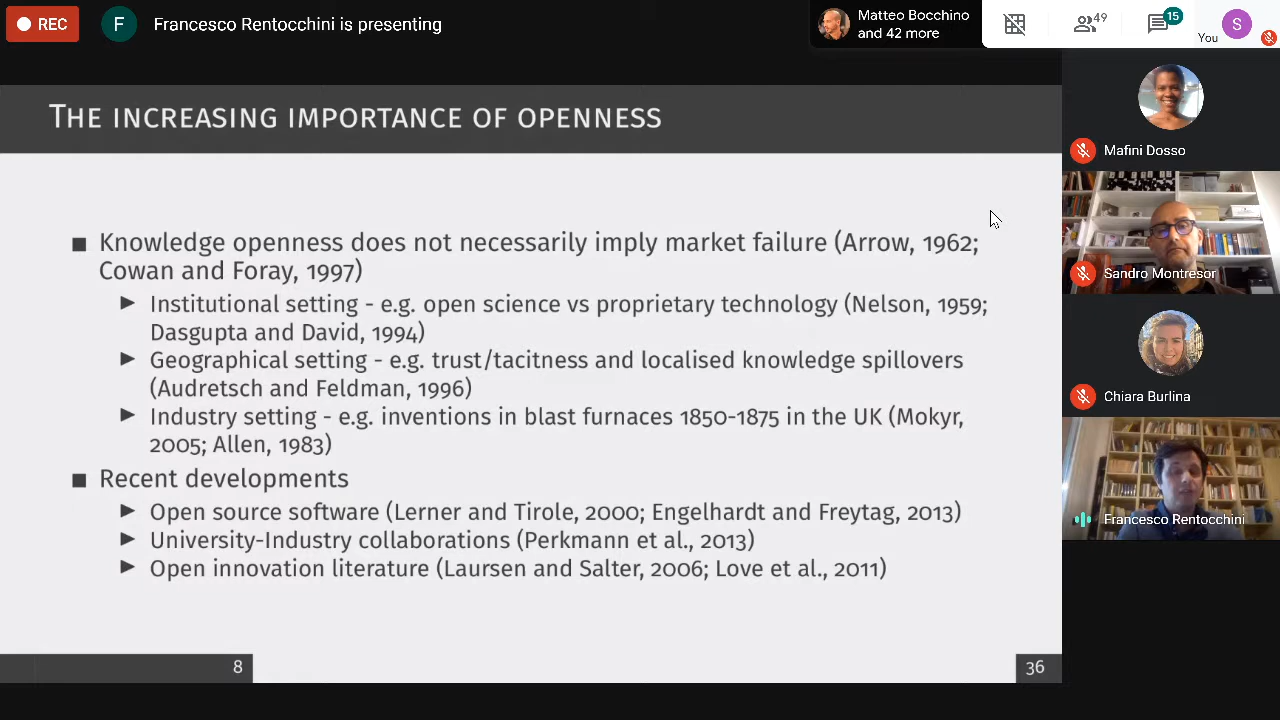 REC
F
Francesco Rentocchini is presenting
Matteo Bocchino
and 42 more
49
15
You
S
THE INCREASING IMPORTANCE OF OPENNESS
Knowledge openness does not necessarily imply market failure (Arrow, 1962;
Cowan and Foray, 1997)
Institutional setting - e.g. open science vs proprietary technology (Nelson, 1959;
Dasgupta and David, 1994)
Geographical setting - e.g. trust/tacitness and localised knowledge spillovers
(Audretsch and Feldman, 1996)
Industry setting - e.g. inventions in blast furnaces 1850-1875 in the UK (Mokyr,
2005; Allen, 1983)
Recent developments
Open source software (Lerner and Tirole, 2000; Engelhardt and Freytag, 2013)
University-Industry collaborations (Perkmann et al., 2013)
Open innovation literature (Laursen and Salter, 2006; Love et al., 2011)
8
36
Mafini Dosso
Sandro Montresor
Chiara Burlina
Francesco Rentocchini